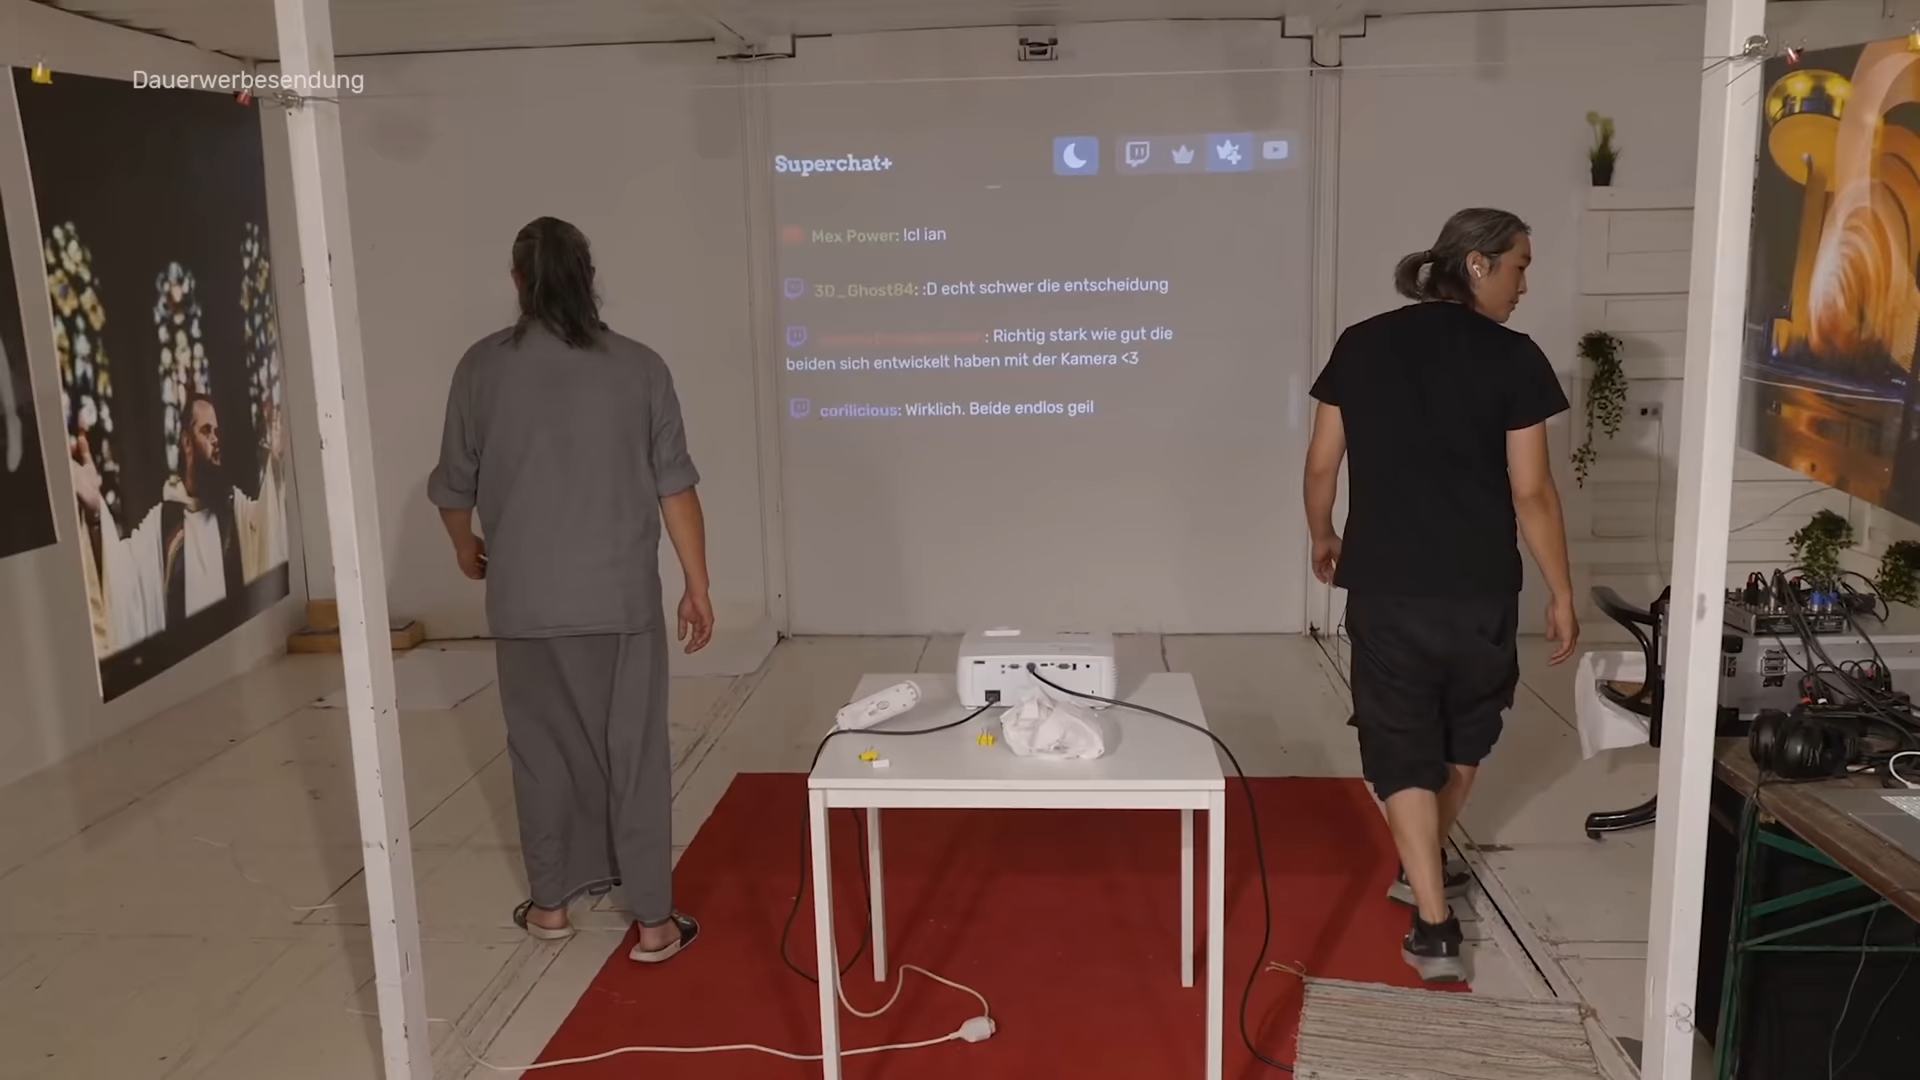 Dauerwerbesendung
Superchat+
Mex Power: !cl ian
3D_Ghost84: :D echt schwer die entscheidung
: Richtig stark wie gut die
beiden sich entwickelt haben mit der Kamera <3
corilicious: Wirklich. Beide endlos geil